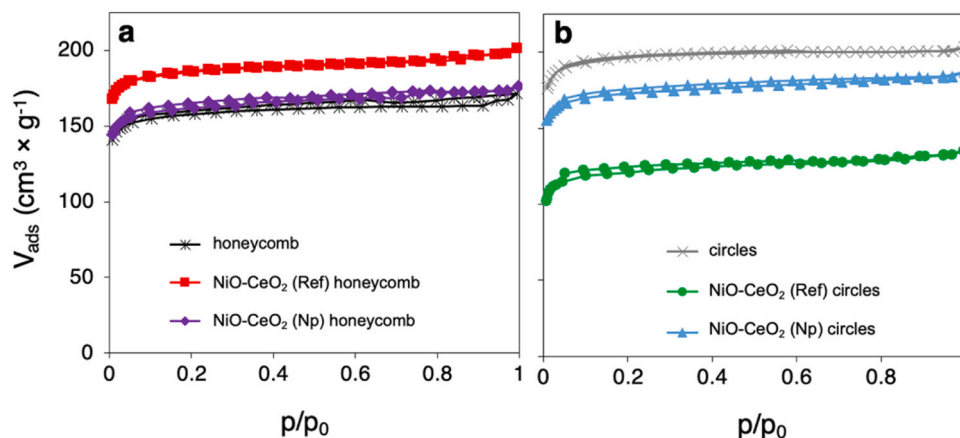 a
b
V_ads (cm³ × g⁻¹)
200
150
100
50
0
honeycomb
NiO-CeO₂ (Ref) honeycomb
NiO-CeO₂ (Np) honeycomb
circles
NiO-CeO₂ (Ref) circles
NiO-CeO₂ (Np) circles
0 0.2 0.4 0.6 0.8 1
0 0.2 0.4 0.6 0.8
p/p₀
p/p₀